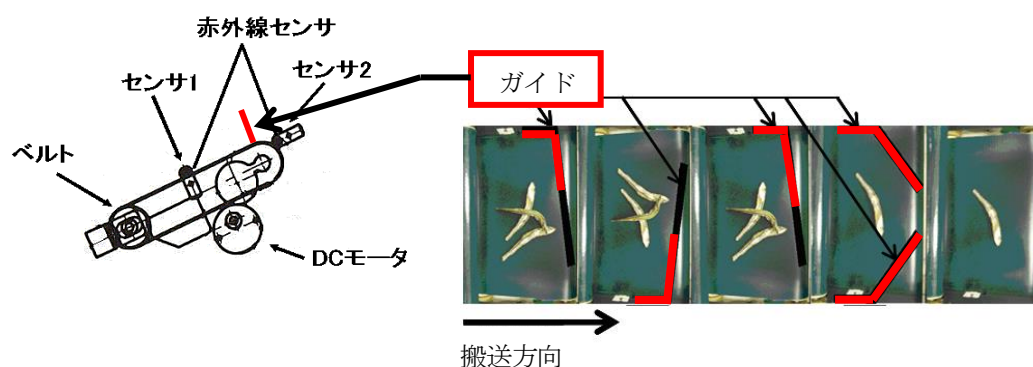 赤外線センサ
センサ1
センサ2
ベルト
DCモータ
ガイド
搬送方向